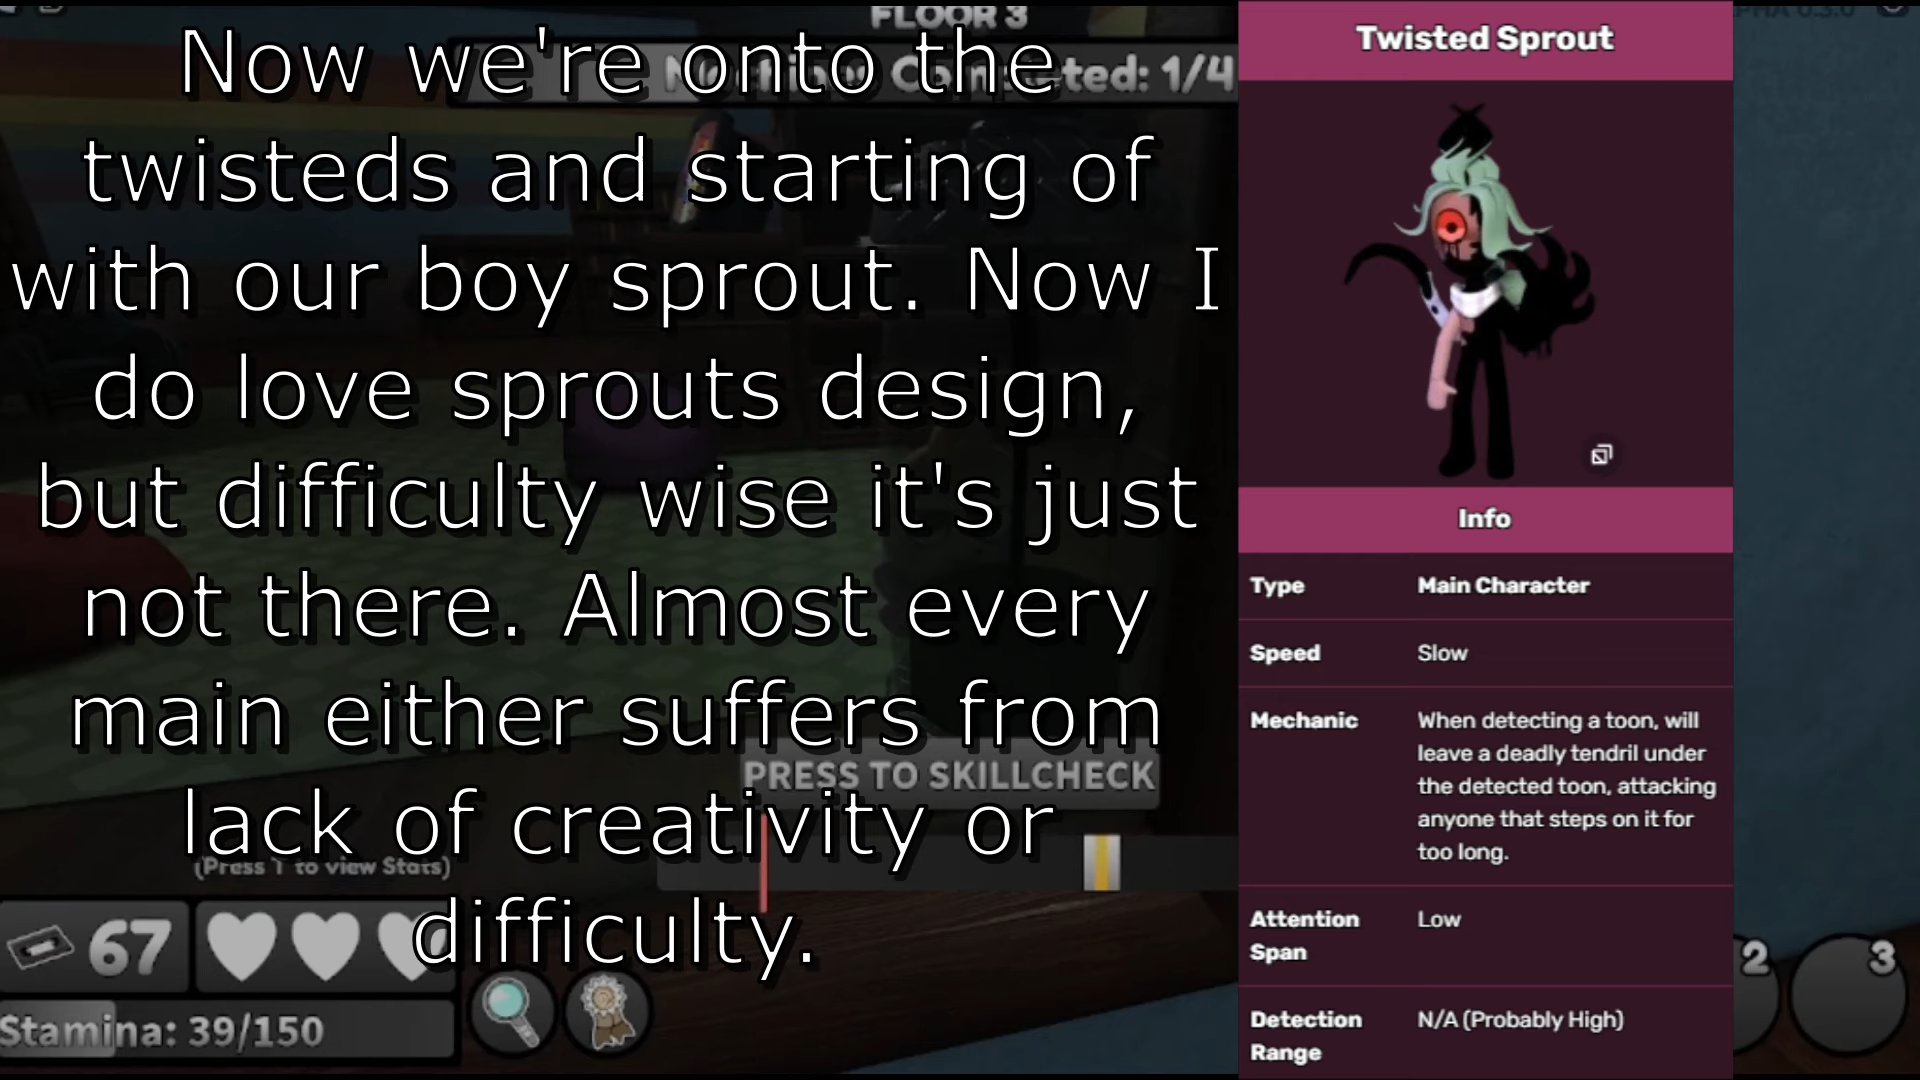 FLOOR 3
Machines Completed: 1/4
Now we're onto the
twisteds and starting of
with our boy sprout. Now I
do love sprouts design,
but difficulty wise it's just
not there. Almost every
main either suffers from
lack of creativity or
difficulty.
PRESS TO SKILLCHECK
(Press T to view Stats)
67
Stamina: 39/150
Twisted Sprout
Info
Type Main Character
Speed Slow
Mechanic When detecting a toon, will
leave a deadly tendril under
the detected toon, attacking
anyone that steps on it for
too long.
Attention Low
Span
Detection N/A (Probably High)
Range
2 3